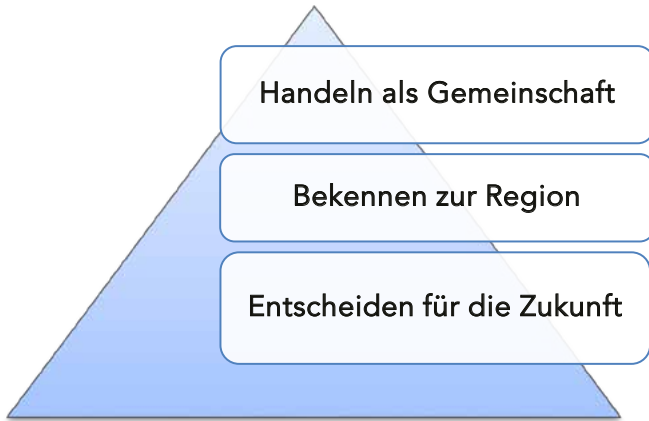 Handeln als Gemeinschaft
Bekennen zur Region
Entscheiden für die Zukunft